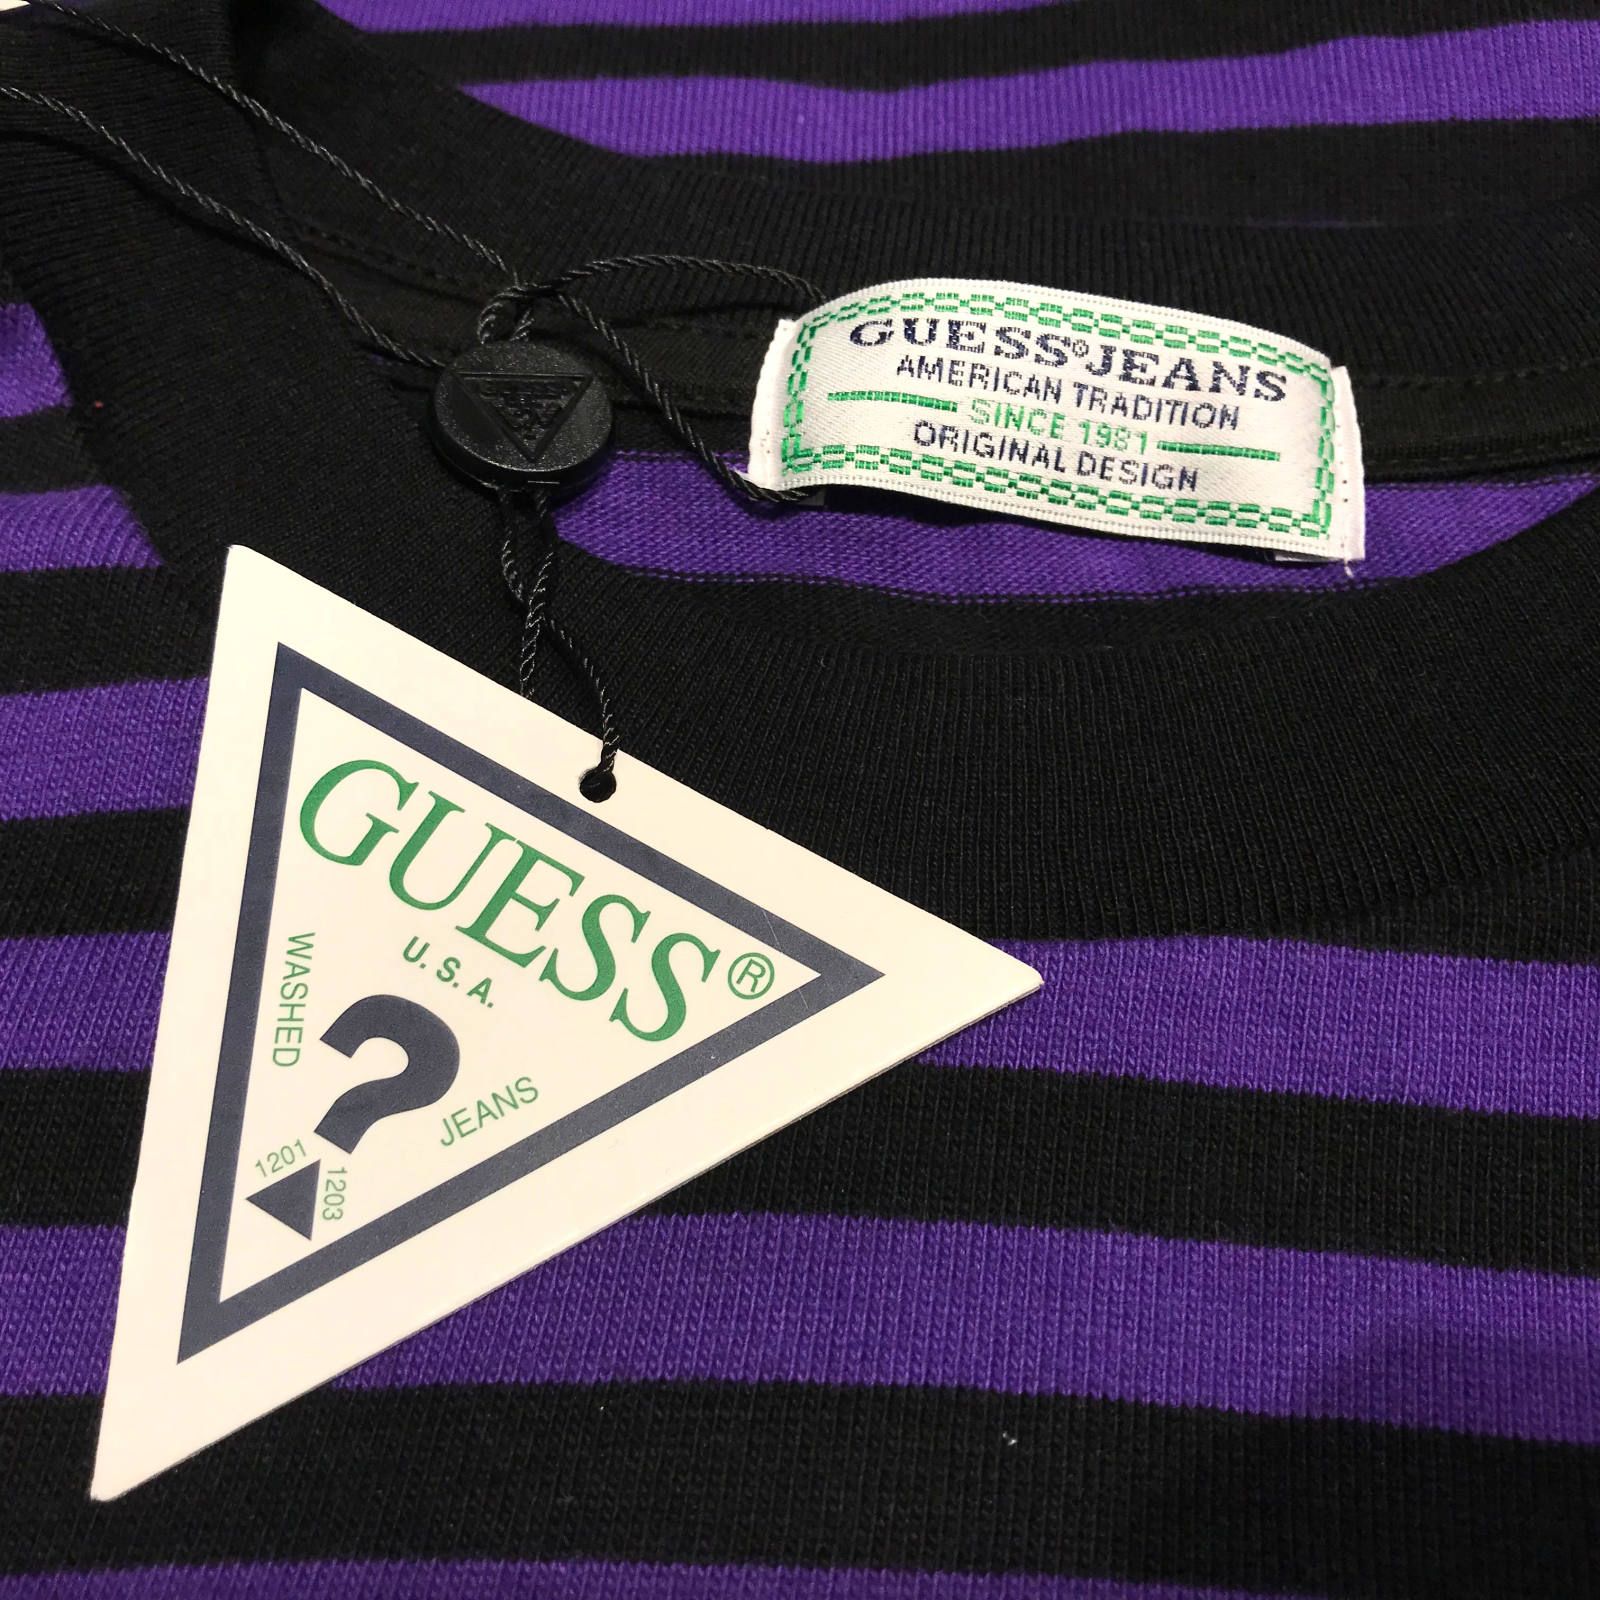 GUESS® JEANS
AMERICAN TRADITION
SINCE 1981
ORIGINAL DESIGN
GUESS®
U.S.A.
WASHED
?
JEANS
1201
1203